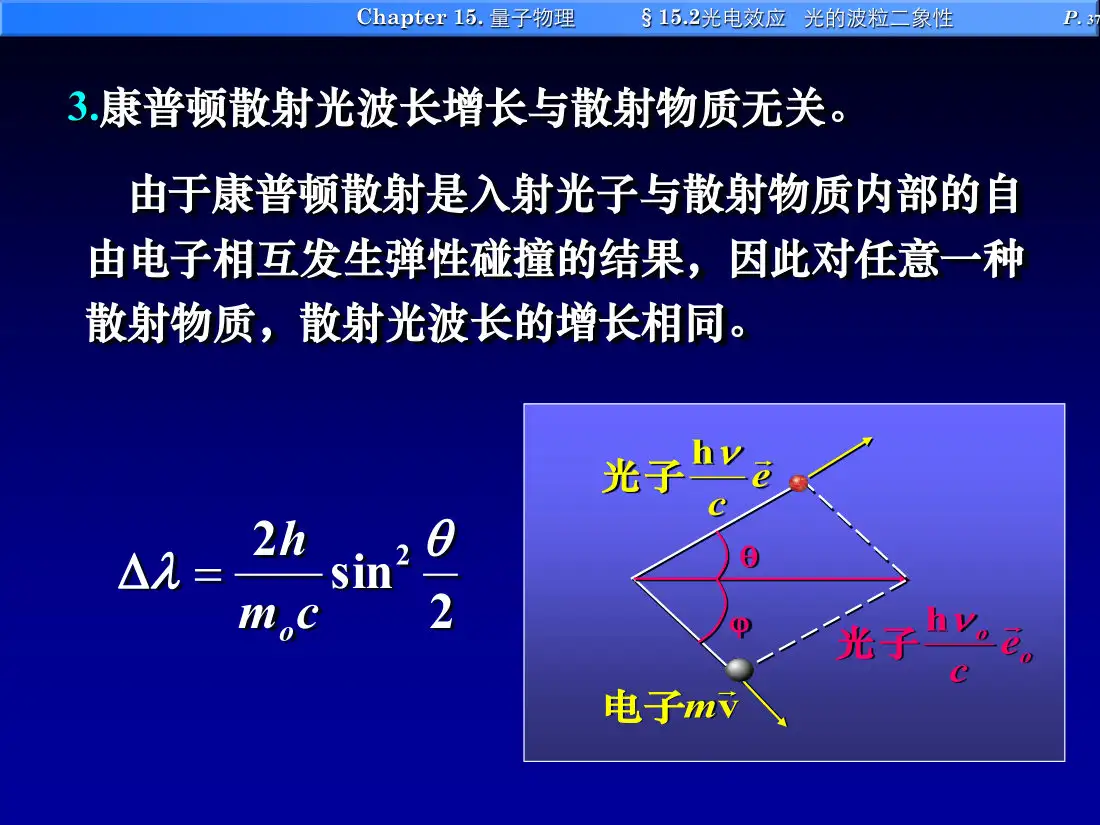 Chapter 15. 量子物理 §15.2光电效应 光的波粒二象性 P. 37
3.康普顿散射光波长增长与散射物质无关。
由于康普顿散射是入射光子与散射物质内部的自
由电子相互发生弹性碰撞的结果，因此对任意一种
散射物质，散射光波长的增长相同。
Δλ = 2h/(mₒc) sin² θ/2
光子 hν/c e⃗
θ
φ
光子 hνₒ/c e⃗ₒ
电子mv⃗